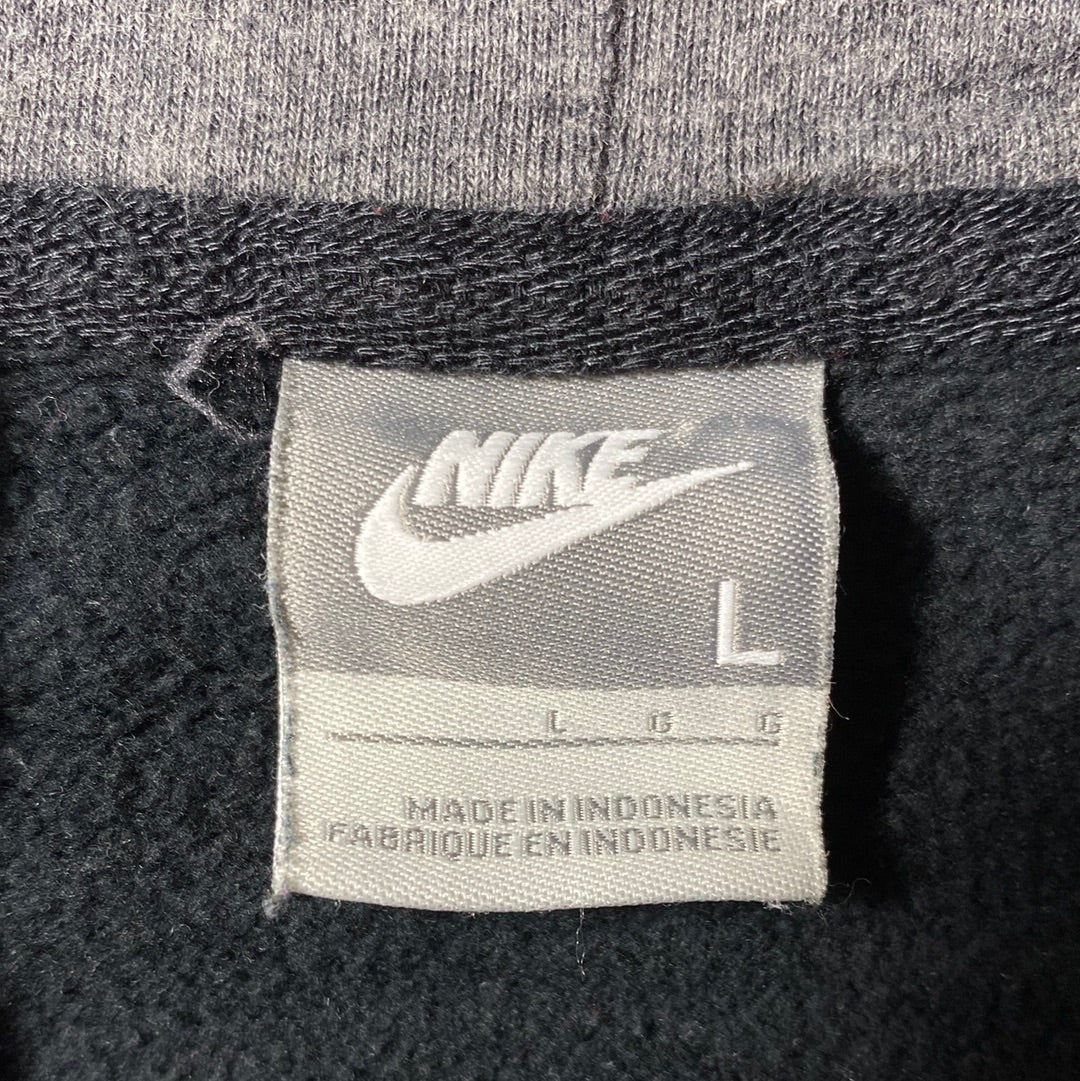 NIKE
L
L G G
MADE IN INDONESIA
FABRIQUE EN INDONESIE